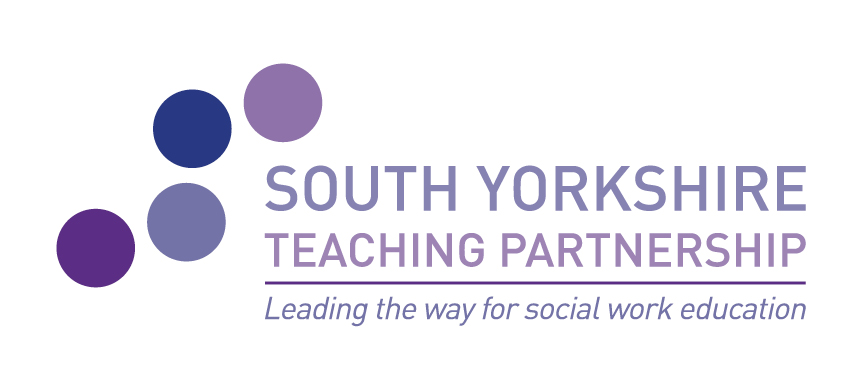 SOUTH YORKSHIRE
TEACHING PARTNERSHIP
Leading the way for social work education